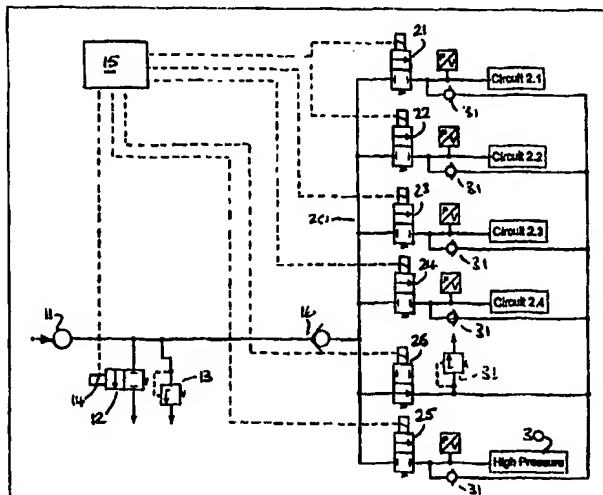 15
21
P/V
Circuit 2.1
31
22
P/V
Circuit 2.2
31
23
P/V
Circuit 2.3
31
24
P/V
Circuit 2.4
31
11
16
26
31
14
12
13
25
P/V
30
High Pressure
31